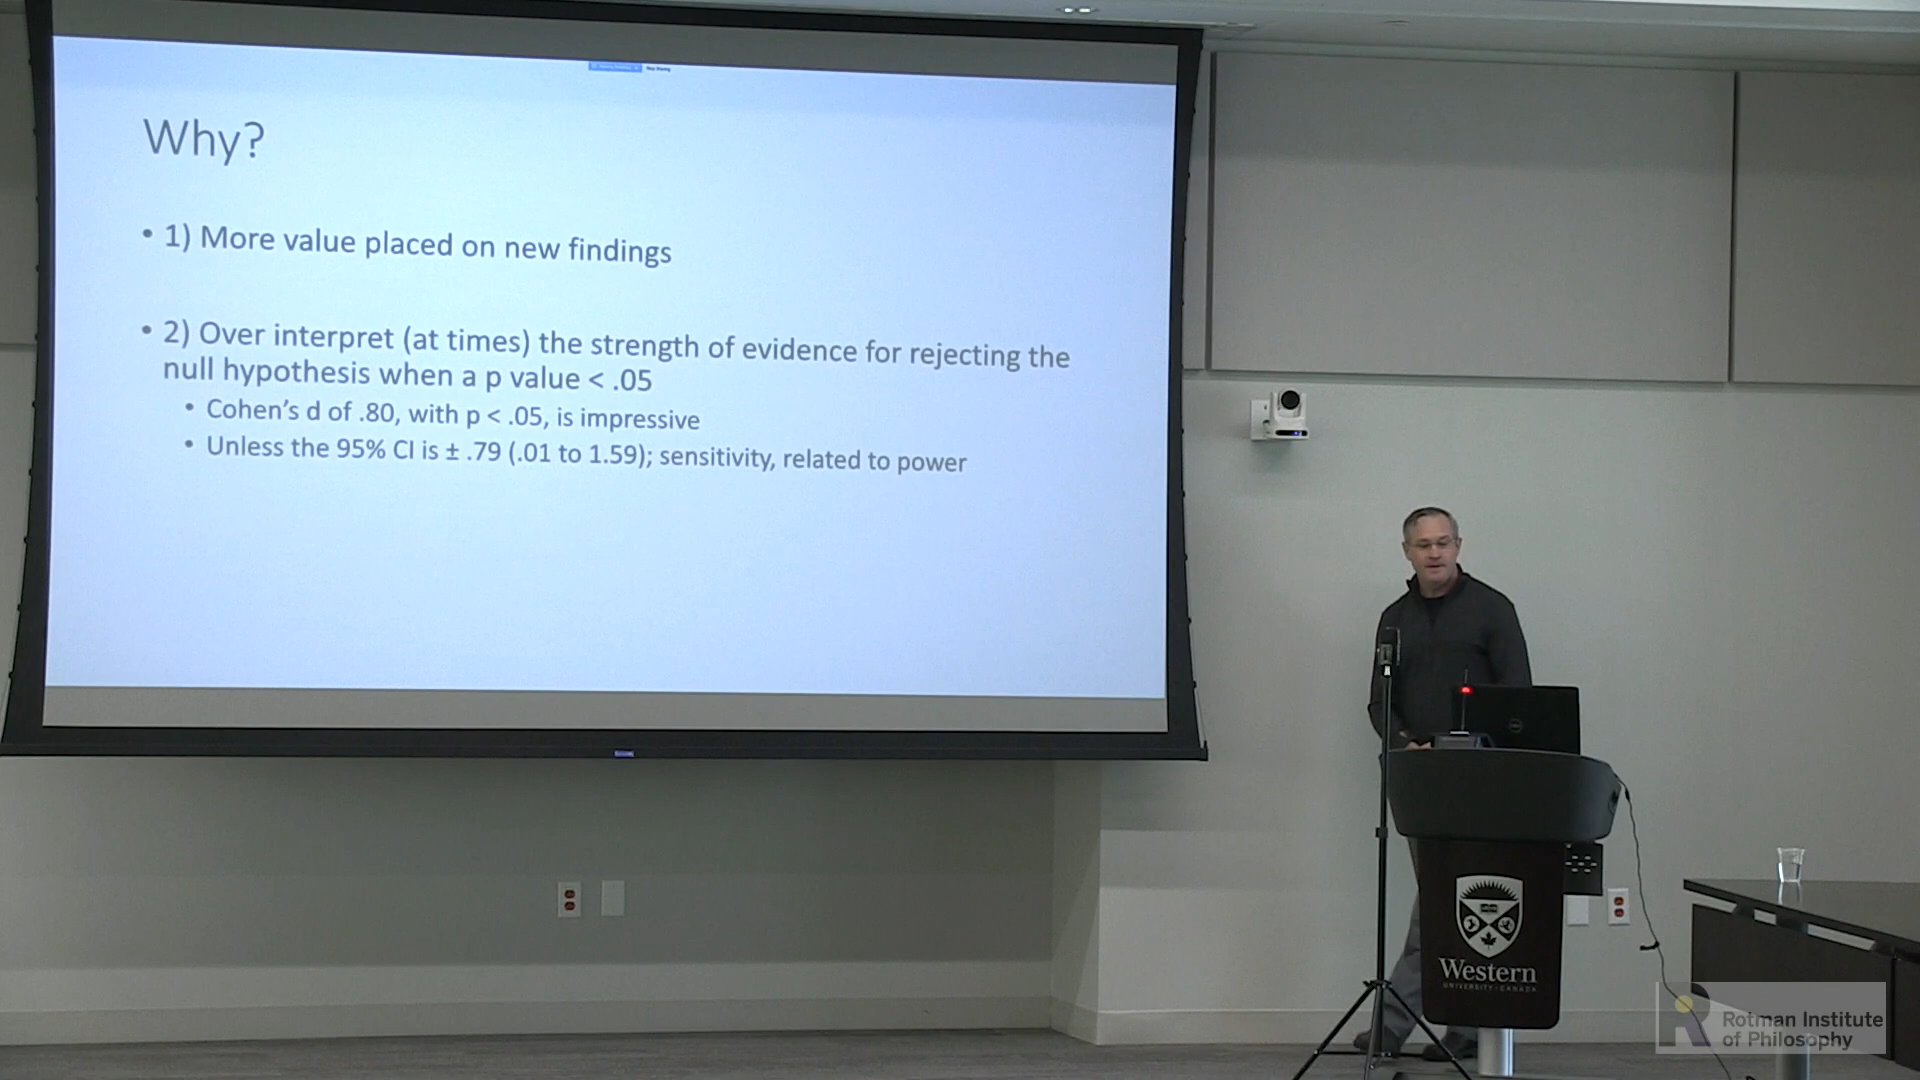 Why?
• 1) More value placed on new findings
• 2) Over interpret (at times) the strength of evidence for rejecting the
null hypothesis when a p value < .05
• Cohen's d of .80, with p < .05, is impressive
• Unless the 95% CI is ± .79 (.01 to 1.59); sensitivity, related to power
Western
UNIVERSITY · CANADA
Rotman Institute
of Philosophy